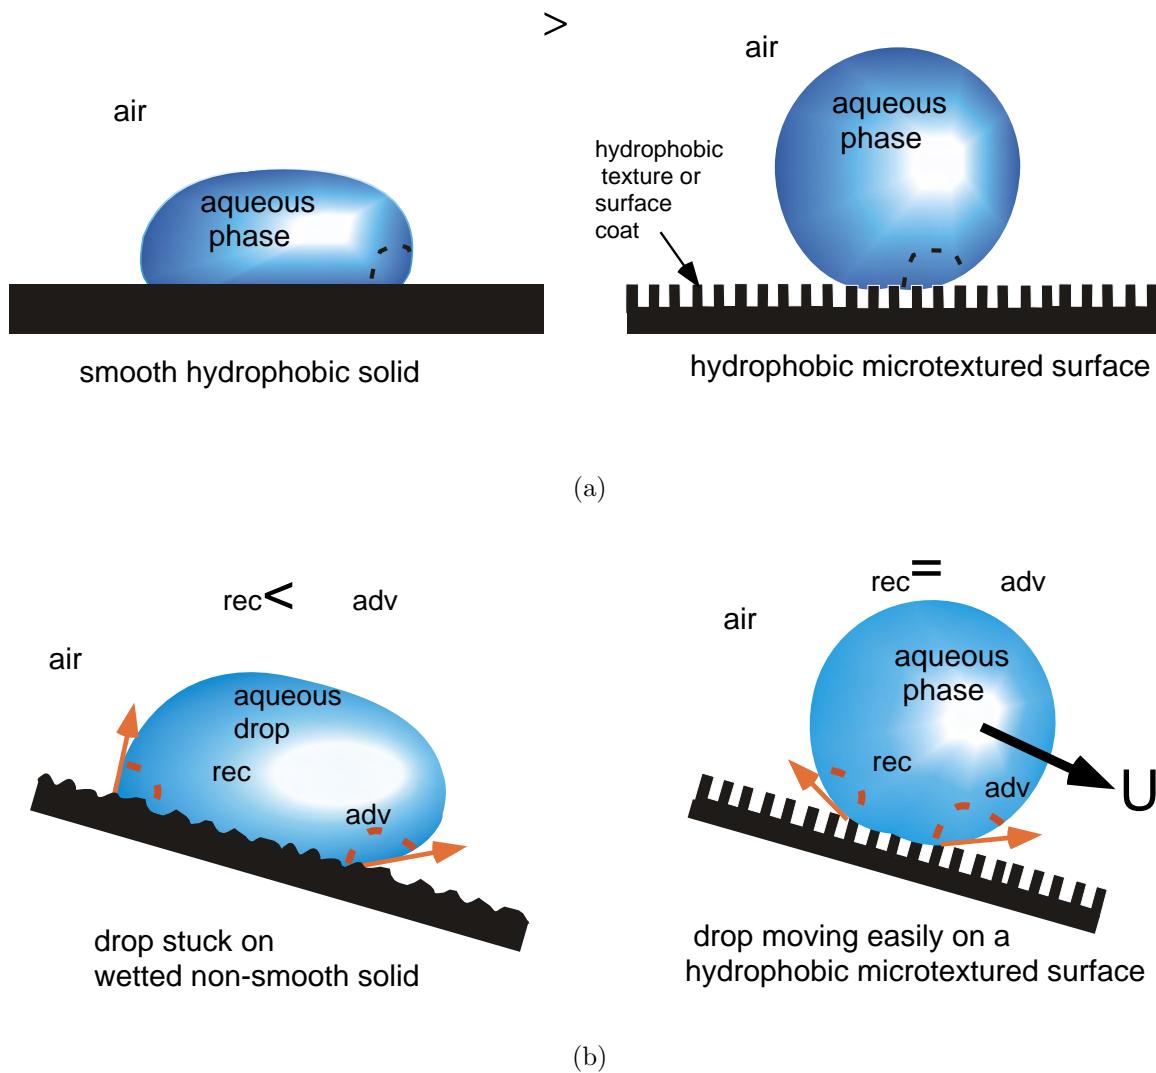 >
air
air
aqueous
phase
hydrophobic
texture or
surface
coat
aqueous
phase
smooth hydrophobic solid
hydrophobic microtextured surface
(a)
rec< adv
rec= adv
air
air
aqueous
drop
rec
adv
aqueous
phase
rec
adv
U
drop stuck on
wetted non-smooth solid
drop moving easily on a
hydrophobic microtextured surface
(b)